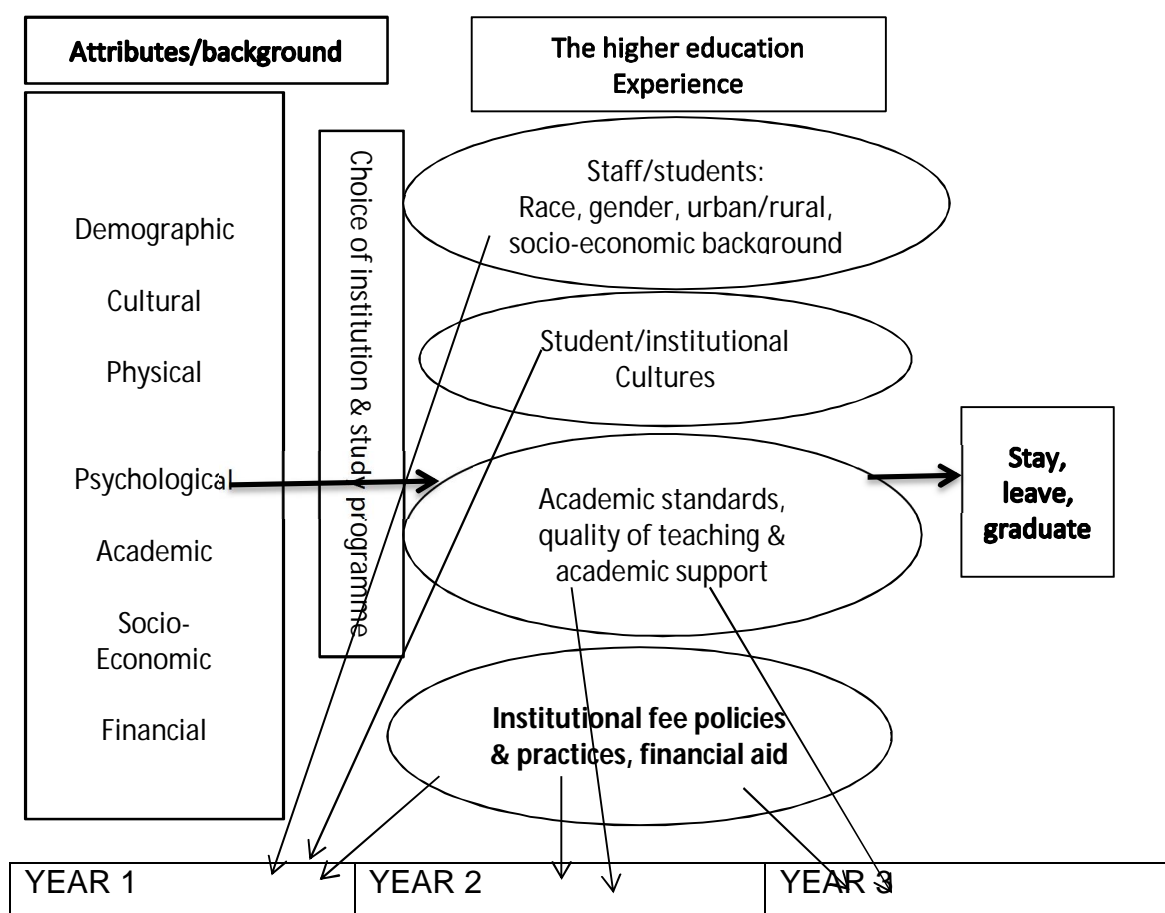 Attributes/background
The higher education
Experience
Demographic
Cultural
Physical
Psychological
Academic
Socio-
Economic
Financial
Choice of institution & study programme
Staff/students:
Race, gender, urban/rural,
socio-economic background
Student/institutional
Cultures
Academic standards,
quality of teaching &
academic support
Institutional fee policies
& practices, financial aid
Stay,
leave,
graduate
YEAR 1
YEAR 2
YEAR 3